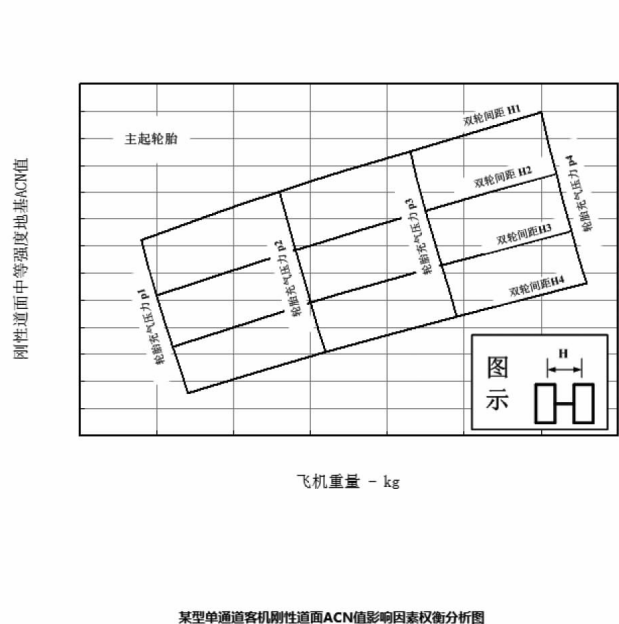 主起轮胎
双轮间距 H1
双轮间距 H2
双轮间距H3
双轮间距H4
轮胎充气压力 p1
轮胎充气压力 p2
轮胎充气压力 p3
轮胎充气压力 p4
刚性道面中等强度地基ACN值
图
示
H
飞机重量 - kg
某型单通道客机刚性道面ACN值影响因素权衡分析图